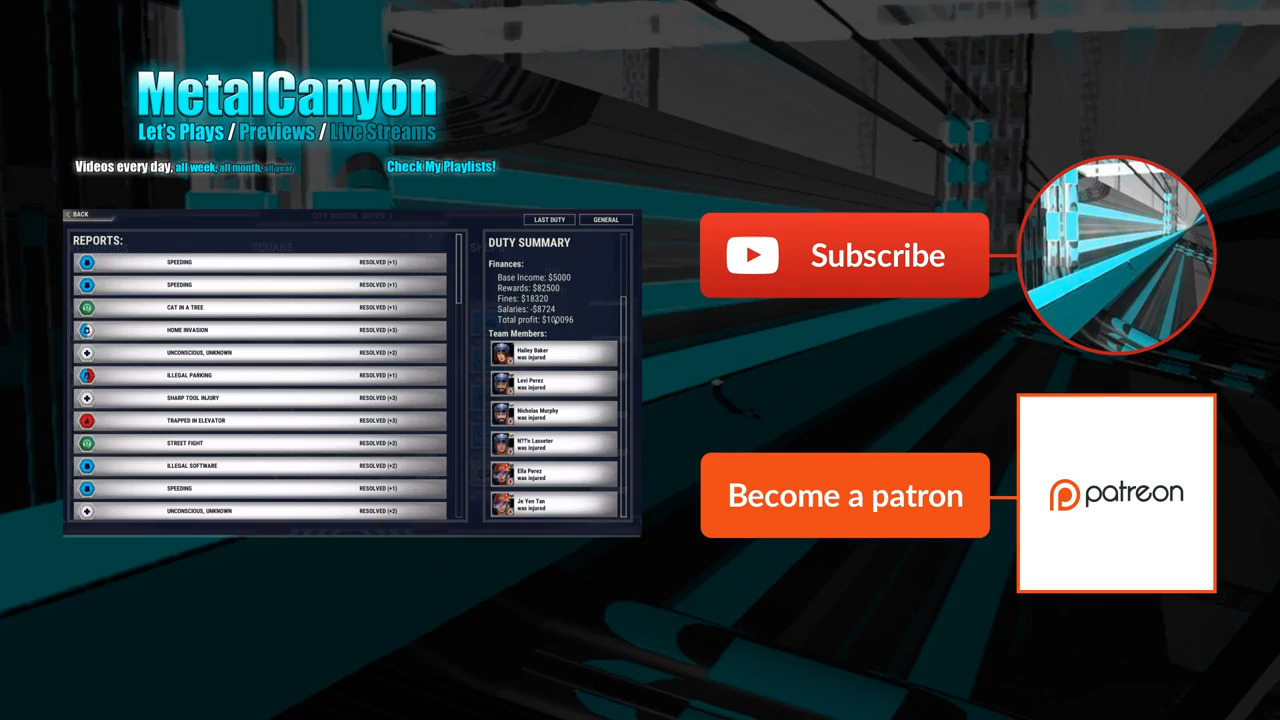 MetalCanyon
Let's Plays / Previews / Live Streams
Videos every day, all week, all month, all year
Check My Playlists!
BACK
CITY: BOSTON DUTIES: 1
LAST DUTY
GENERAL
REPORTS:
SQUADS
SPEEDING RESOLVED (+1)
SPEEDING RESOLVED (+1)
CAT IN A TREE RESOLVED (+1)
HOME INVASION RESOLVED (+3)
UNCONSCIOUS, UNKNOWN RESOLVED (+2)
ILLEGAL PARKING RESOLVED (+1)
SHARP TOOL INJURY RESOLVED (+3)
TRAPPED IN ELEVATOR RESOLVED (+3)
STREET FIGHT RESOLVED (+2)
ILLEGAL SOFTWARE RESOLVED (+2)
SPEEDING RESOLVED (+1)
UNCONSCIOUS, UNKNOWN RESOLVED (+2)
DUTY SUMMARY
Finances:
Base Income: $5000
Rewards: $82500
Fines: $18320
Salaries: -$8724
Total profit: $100096
Team Members:
Hailey Baker
was injured
Levi Perez
was injured
Nicholas Murphy
was injured
N??'s Lasseter
was injured
Ella Perez
was injured
Je Yen Tan
was injured
Subscribe
Become a patron
patreon